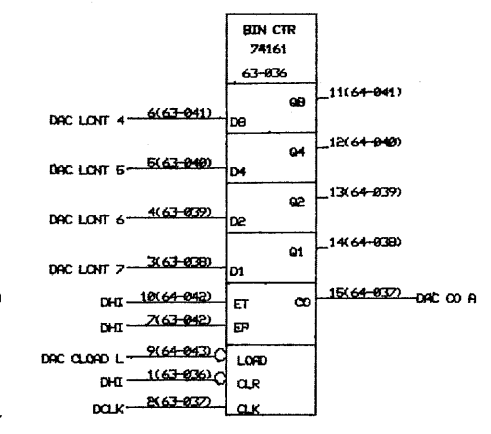 BIN CTR
74161
63-036
Q8 11(64-041)
DAC LCNT 4 6(63-041) D8
Q4 12(64-040)
DAC LCNT 5 5(63-040) D4
Q2 13(64-039)
DAC LCNT 6 4(63-039) D2
Q1 14(64-038)
DAC LCNT 7 3(63-038) D1
DHI 10(64-042) ET CO 15(64-037) DAC CO A
DHI 7(63-042) EP
DAC CLOAD L 9(64-043) LOAD
DHI 1(63-036) CLR
DCLK 2(63-037) CLK